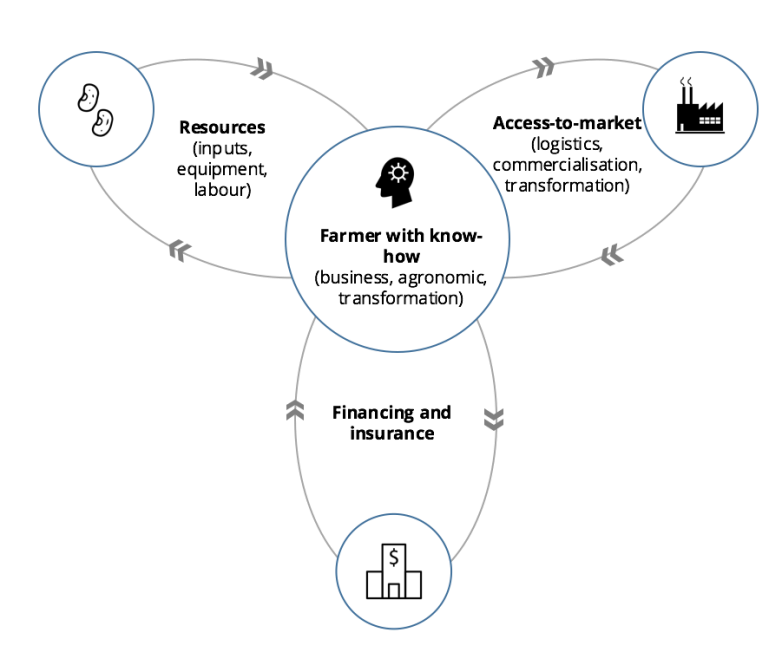 Resources
(inputs,
equipment,
labour)
Access-to-market
(logistics,
commercialisation,
transformation)
Farmer with know-
how
(business, agronomic,
transformation)
Financing and
insurance
$